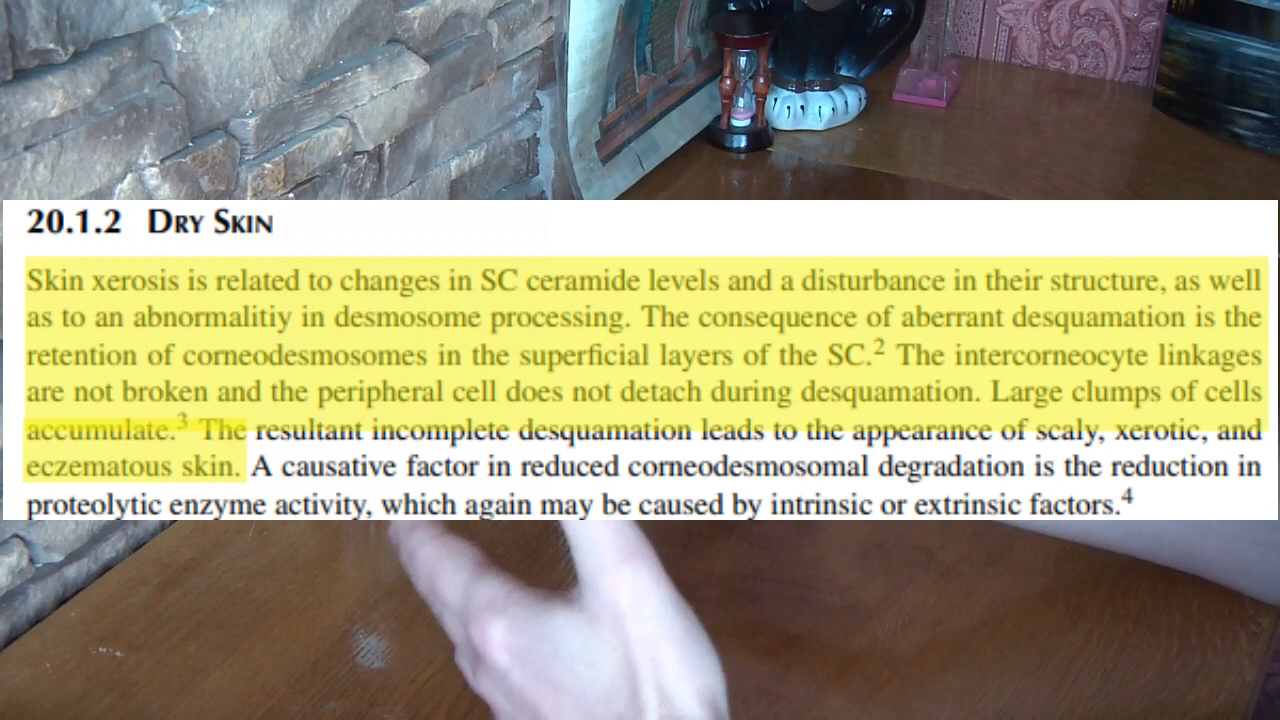 20.1.2 Dry Skin
Skin xerosis is related to changes in SC ceramide levels and a disturbance in their structure, as well
as to an abnormalitiy in desmosome processing. The consequence of aberrant desquamation is the
retention of corneodesmosomes in the superficial layers of the SC.2 The intercorneocyte linkages
are not broken and the peripheral cell does not detach during desquamation. Large clumps of cells
accumulate.3 The resultant incomplete desquamation leads to the appearance of scaly, xerotic, and
eczematous skin. A causative factor in reduced corneodesmosomal degradation is the reduction in
proteolytic enzyme activity, which again may be caused by intrinsic or extrinsic factors.4